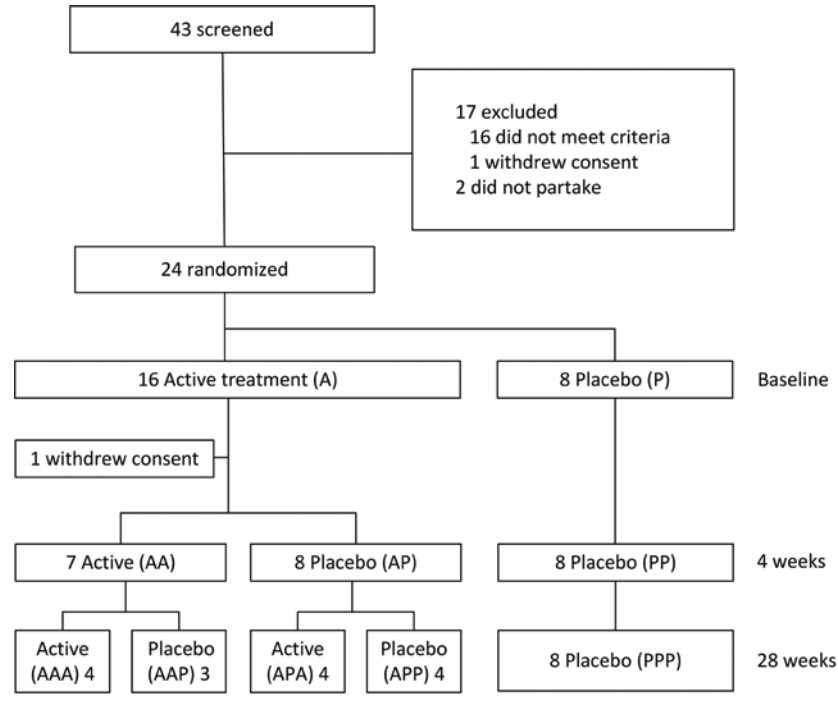 43 screened
17 excluded
16 did not meet criteria
1 withdrew consent
2 did not partake
24 randomized
16 Active treatment (A)
8 Placebo (P)
Baseline
1 withdrew consent
7 Active (AA)
8 Placebo (AP)
8 Placebo (PP)
4 weeks
Active
(AAA) 4
Placebo
(AAP) 3
Active
(APA) 4
Placebo
(APP) 4
8 Placebo (PPP)
28 weeks